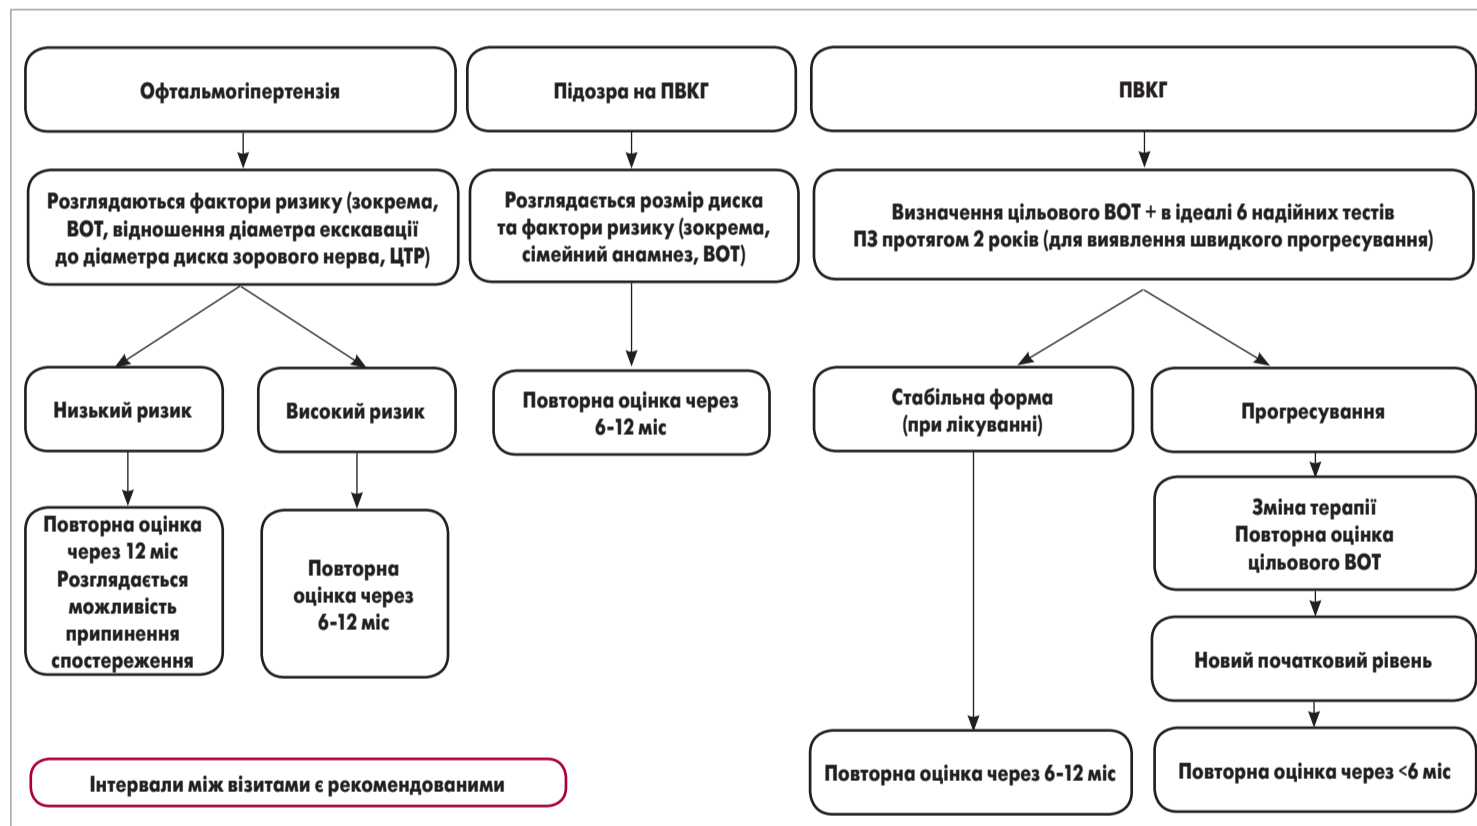 Офтальмогіпертензія
Підозра на ПВКГ
ПВКГ
Розглядаються фактори ризику (зокрема,
ВОТ, відношення діаметра екскавації
до діаметра диска зорового нерва, ЦТР)
Розглядається розмір диска
та фактори ризику (зокрема,
сімейний анамнез, ВОТ)
Визначення цільового ВОТ + в ідеалі 6 надійних тестів
ПЗ протягом 2 років (для виявлення швидкого прогресування)
Низький ризик
Високий ризик
Повторна оцінка через
6-12 міс
Стабільна форма
(при лікуванні)
Прогресування
Повторна оцінка
через 12 міс
Розглядається
можливість
припинення
спостереження
Повторна
оцінка через
6-12 міс
Зміна терапії
Повторна оцінка
цільового ВОТ
Новий початковий рівень
Повторна оцінка через 6-12 міс
Повторна оцінка через <6 міс
Інтервали між візитами є рекомендованими